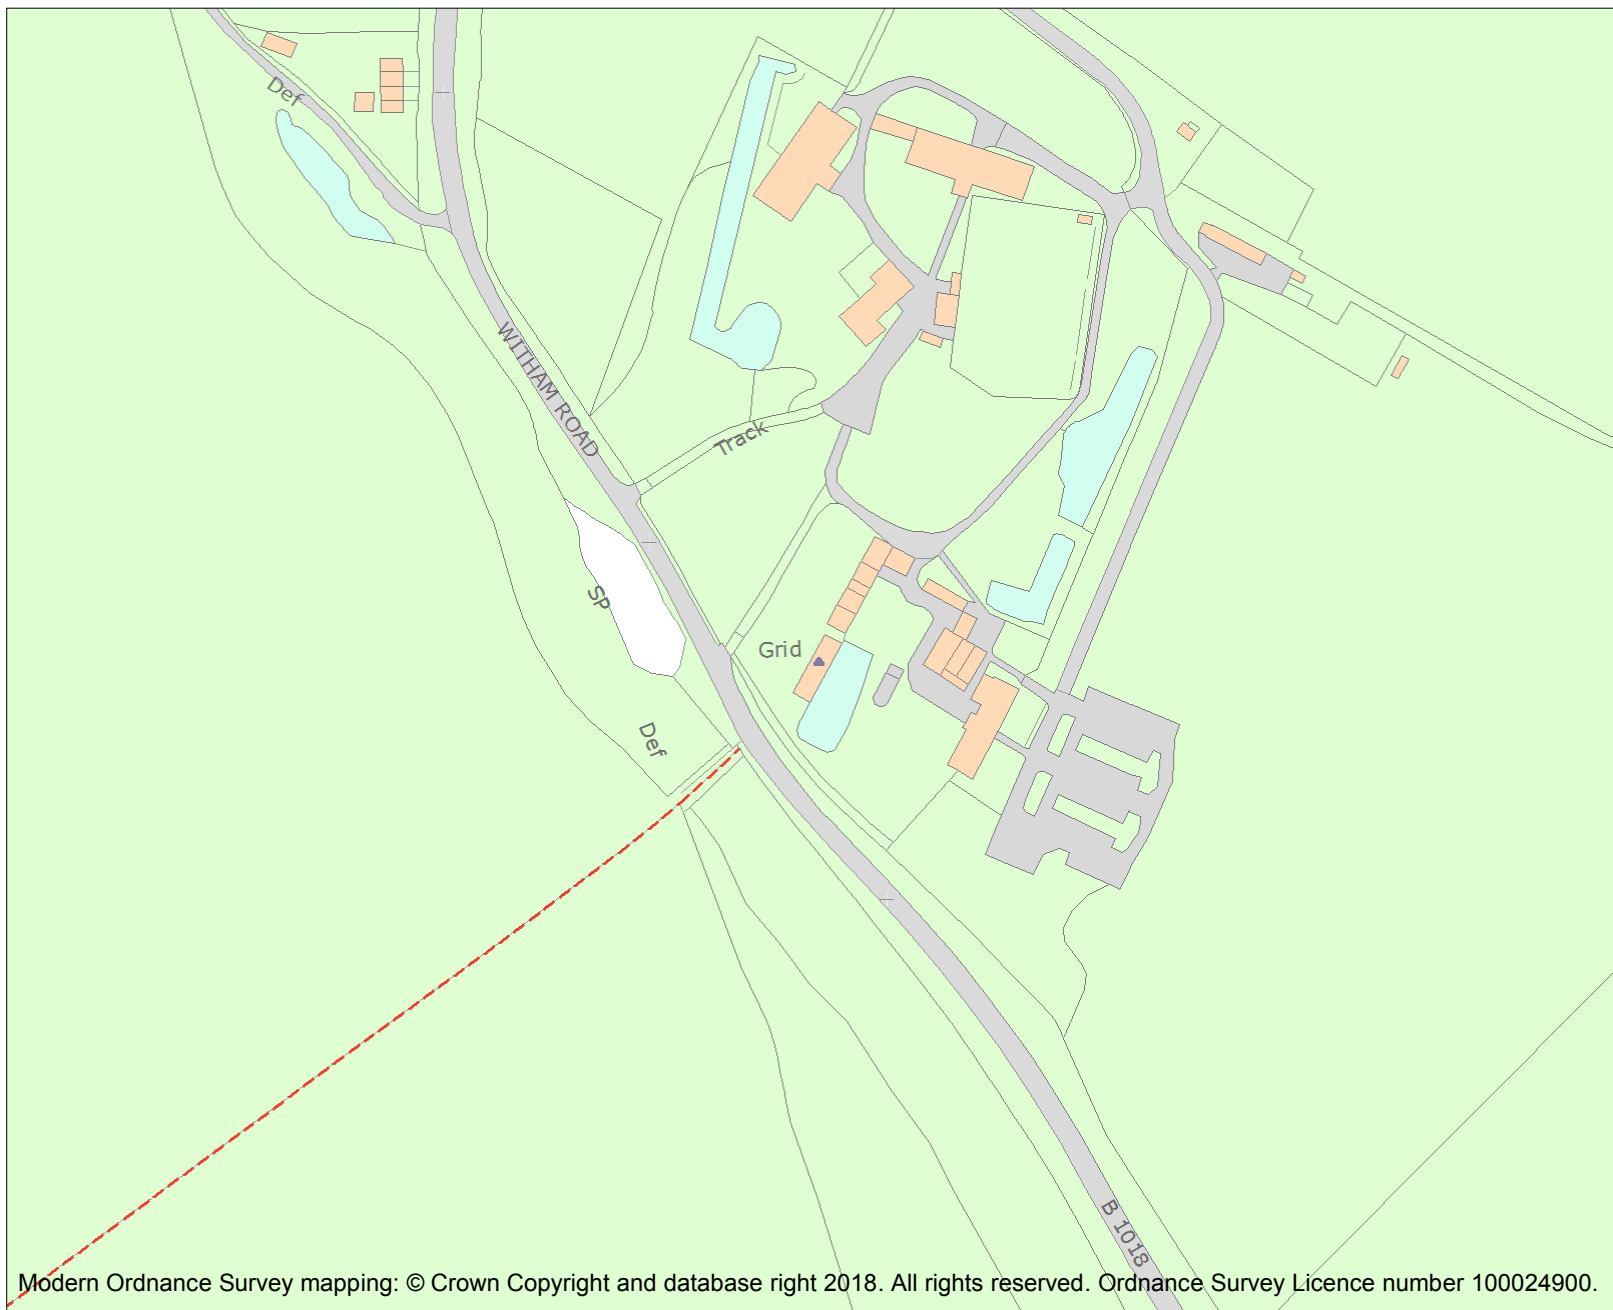 Def
WITHAM ROAD
Track
SP
Grid
Def
B 1018
Modern Ordnance Survey mapping: © Crown Copyright and database right 2018. All rights reserved. Ordnance Survey Licence number 100024900.